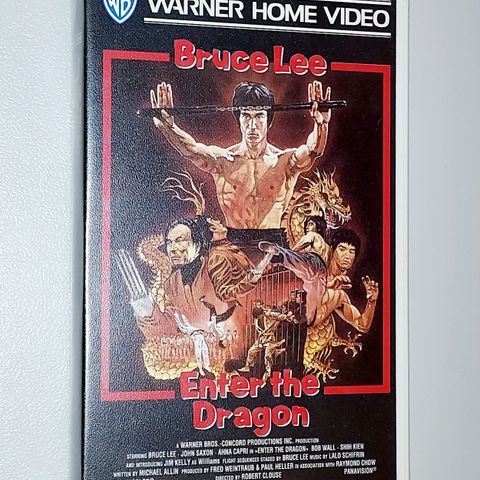 WB
WARNER HOME VIDEO
Bruce Lee
Enter the
Dragon
A WARNER BROS.-CONCORD PRODUCTIONS INC. PRODUCTION
STARRING BRUCE LEE · JOHN SAXON · AHNA CAPRI IN «ENTER THE DRAGON» BOB WALL · SHIH KIEN
AND INTRODUCING JIM KELLY as Williams FLIGHT SEQUENCES STAGED BY BRUCE LEE MUSIC BY LALO SCHIFRIN
WRITTEN BY MICHAEL ALLIN PRODUCED BY FRED WEINTRAUB & PAUL HELLER IN ASSOCIATION WITH RAYMOND CHOW
DIRECTED BY ROBERT CLOUSE PANAVISION®